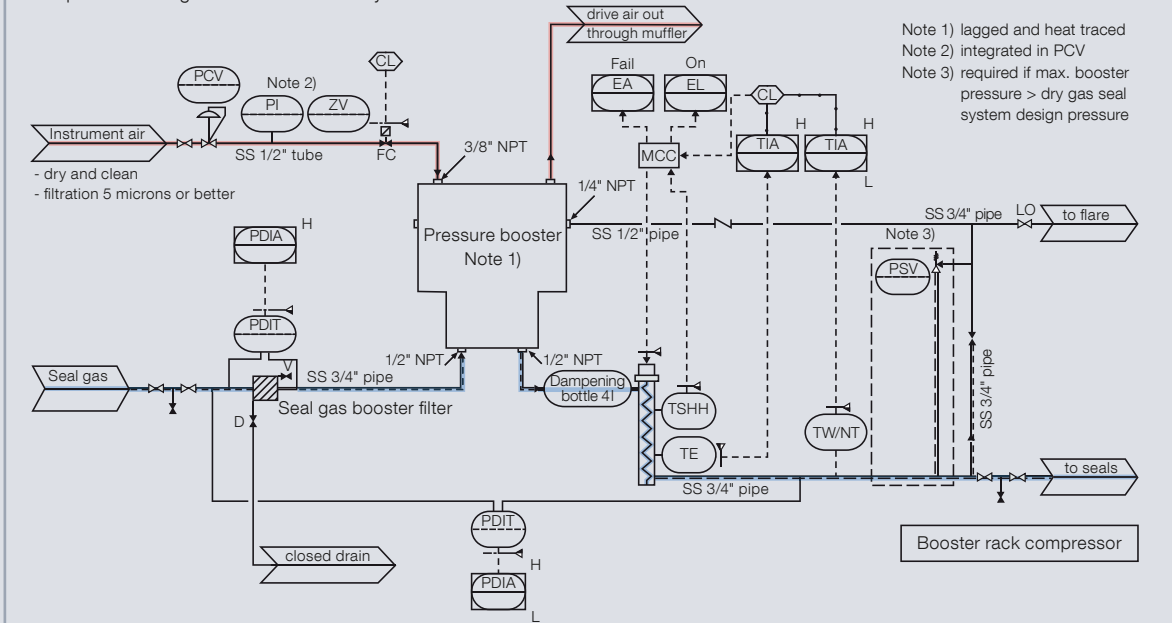 drive air out
through muffler
Note 1) lagged and heat traced
Note 2) integrated in PCV
Note 3) required if max. booster
pressure > dry gas seal
system design pressure
CL
Fail
On
PCV
Note 2)
PI
ZV
EA
EL
CL
Instrument air
SS 1/2" tube
FC
3/8" NPT
MCC
H
TIA
H
TIA
L
- dry and clean
- filtration 5 microns or better
1/4" NPT
SS 3/4" pipe
LO
to flare
H
PDIA
Pressure booster
Note 1)
SS 1/2" pipe
Note 3)
PSV
PDIT
1/2" NPT
1/2" NPT
Seal gas
V
SS 3/4" pipe
Dampening
bottle 4l
SS 3/4" pipe
Seal gas booster filter
D
TSHH
TW/NT
TE
to seals
SS 3/4" pipe
PDIT
Booster rack compressor
closed drain
H
PDIA
L